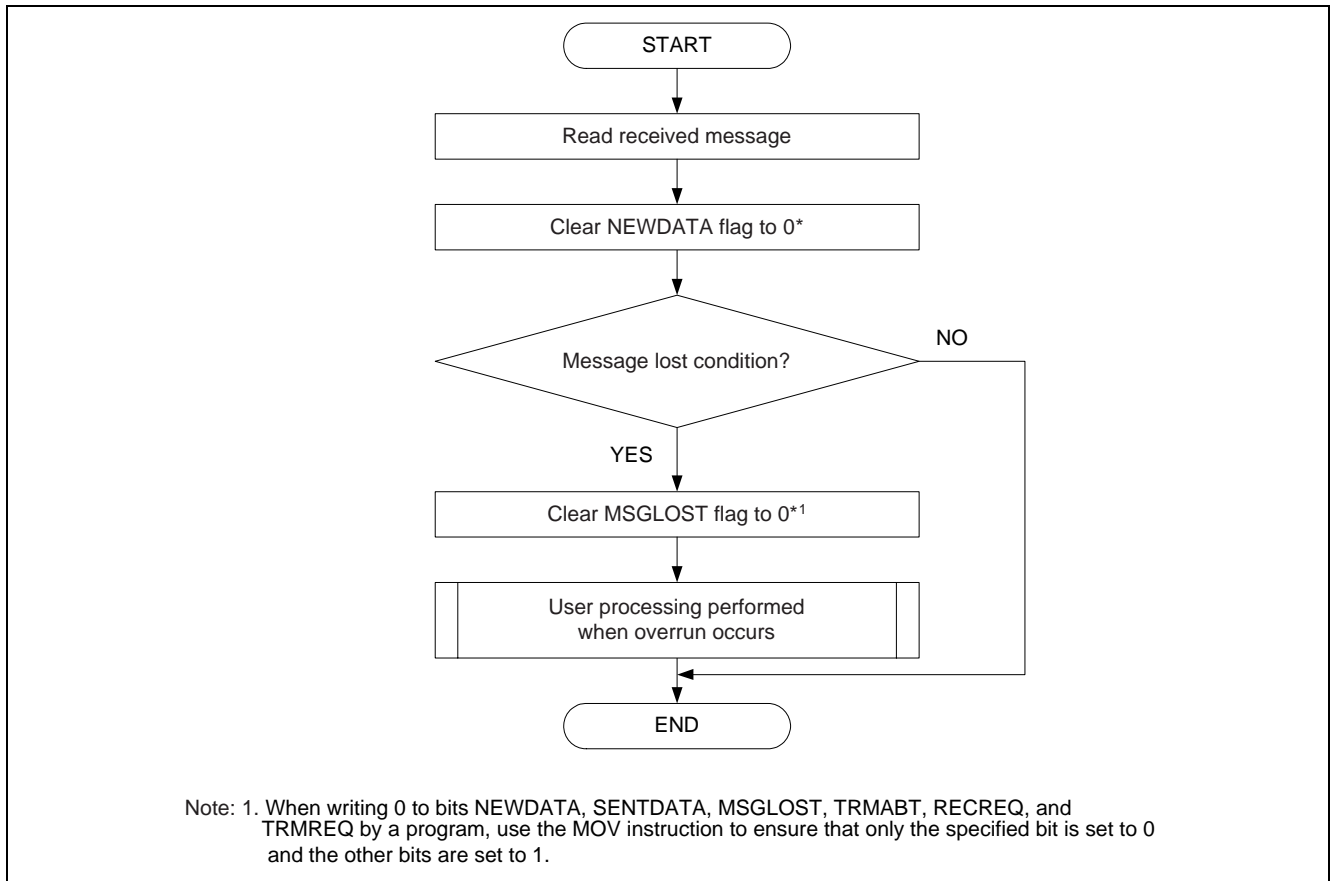 START
Read received message
Clear NEWDATA flag to 0*
Message lost condition?
NO
YES
Clear MSGLOST flag to 0*1
User processing performed
when overrun occurs
END
Note: 1. When writing 0 to bits NEWDATA, SENTDATA, MSGLOST, TRMABT, RECREQ, and
TRMREQ by a program, use the MOV instruction to ensure that only the specified bit is set to 0
and the other bits are set to 1.